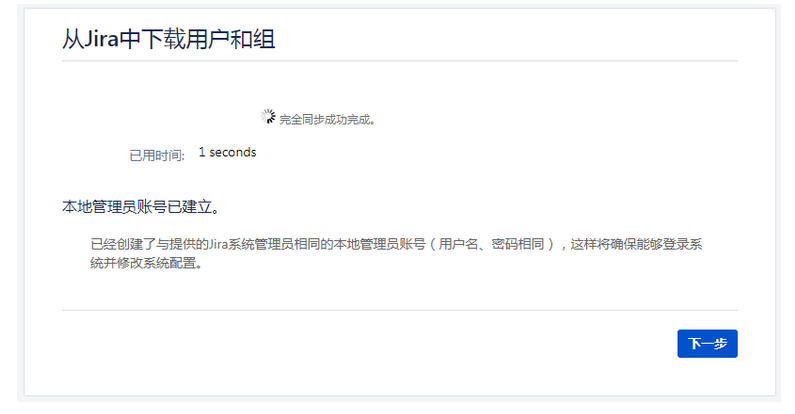 从Jira中下载用户和组
完全同步成功完成。
已用时间: 1 seconds
本地管理员账号已建立。
已经创建了与提供的Jira系统管理员相同的本地管理员账号（用户名、密码相同），这样将确保能够登录系
统并修改系统配置。
下一步